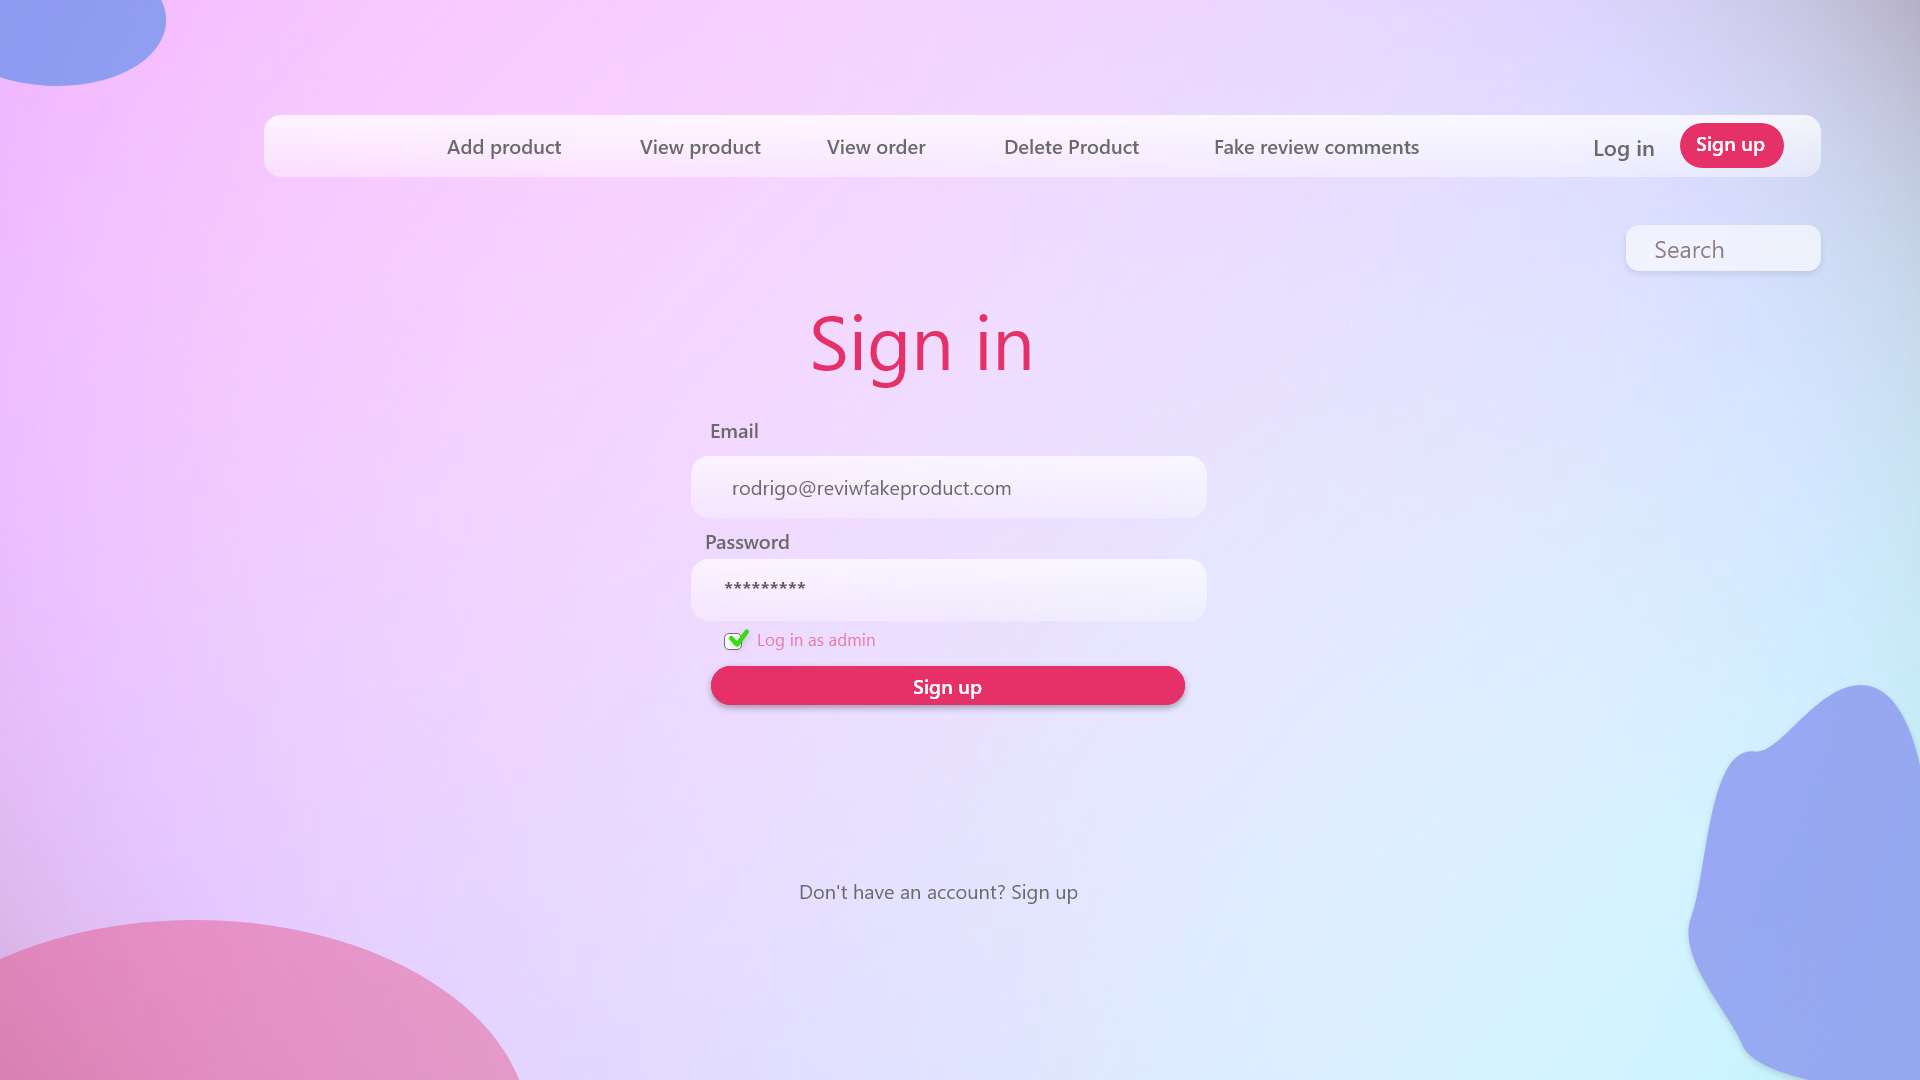 Add product View product View order Delete Product Fake review comments Log in Sign up
Search
Sign in
Email
rodrigo@reviwfakeproduct.com
Password
*********
Log in as admin
Sign up
Don't have an account? Sign up